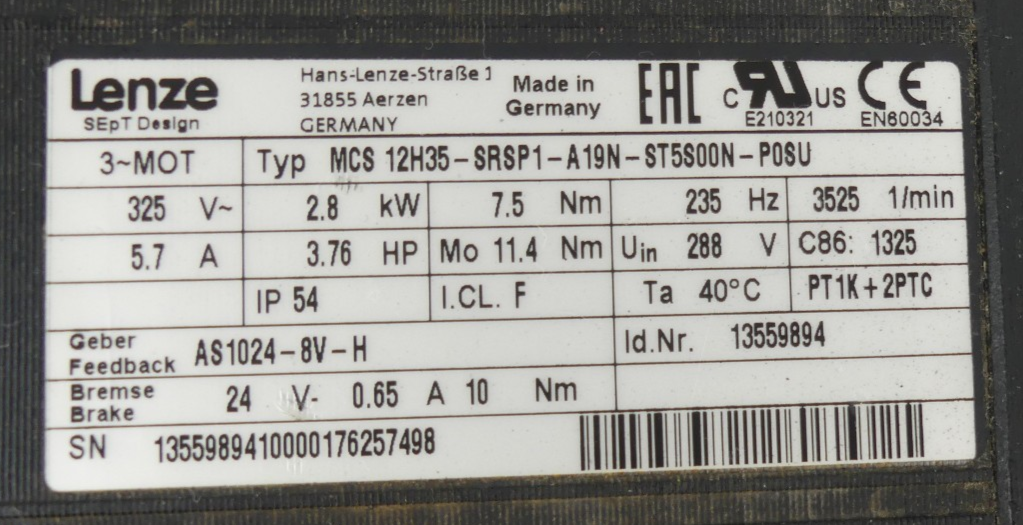 Lenze
SEpT Design
Hans-Lenze-Straße 1
31855 Aerzen
GERMANY
Made in
Germany
EAC
C RU US
E210321
CE
EN60034
3~MOT Typ MCS 12H35-SRSP1-A19N-ST5S00N-P0SU
325 V~ 2.8 kW 7.5 Nm 235 Hz 3525 1/min
5.7 A 3.76 HP Mo 11.4 Nm Uin 288 V C86: 1325
IP 54 I.CL. F Ta 40°C PT1K+2PTC
Geber
Feedback AS1024-8V-H Id.Nr. 13559894
Bremse
Brake 24 V- 0.65 A 10 Nm
SN 1355989410000176257498